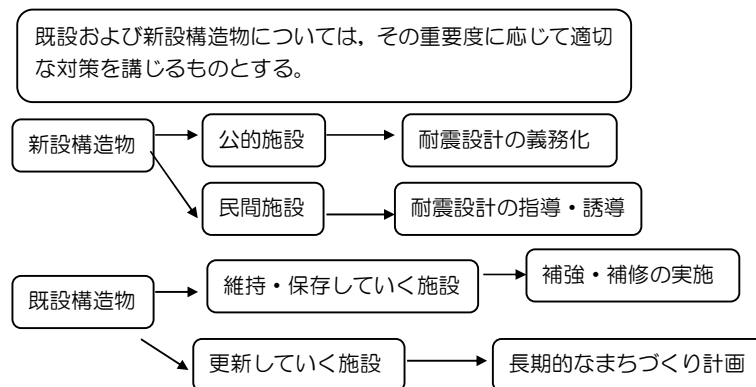 既設および新設構造物については，その重要度に応じて適切
な対策を講じるものとする。
新設構造物
公的施設
耐震設計の義務化
民間施設
耐震設計の指導・誘導
既設構造物
維持・保存していく施設
補強・補修の実施
更新していく施設
長期的なまちづくり計画